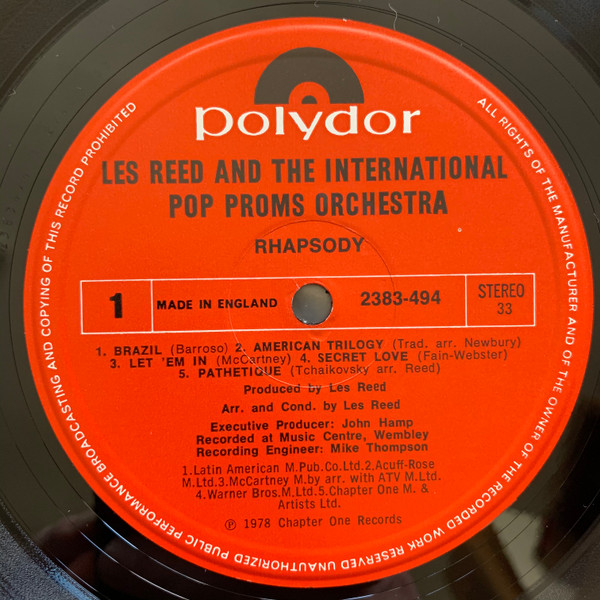 polydor
LES REED AND THE INTERNATIONAL
POP PROMS ORCHESTRA
RHAPSODY
1 MADE IN ENGLAND 2383-494 STEREO
33
1. BRAZIL (Barroso) 2. AMERICAN TRILOGY (Trad. arr. Newbury)
3. LET 'EM IN (McCartney) 4. SECRET LOVE (Fain-Webster)
5. PATHETIQUE (Tchaikovsky arr. Reed)
Produced by Les Reed
Arr. and Cond. by Les Reed
Executive Producer: John Hamp
Recorded at Music Centre, Wembley
Recording Engineer: Mike Thompson
1.Latin American M.Pub.Co.Ltd.2.Acuff-Rose
M.Ltd.3.McCartney M.by arr. with ATV M.Ltd.
4.Warner Bros.M.Ltd.5.Chapter One M. &
Artists Ltd.
℗ 1978 Chapter One Records
ALL RIGHTS OF THE MANUFACTURER AND OF THE OWNER OF THE RECORDED WORK RESERVED UNAUTHORIZED PUBLIC PERFORMANCE BROADCASTING AND COPYING OF THIS RECORD PROHIBITED